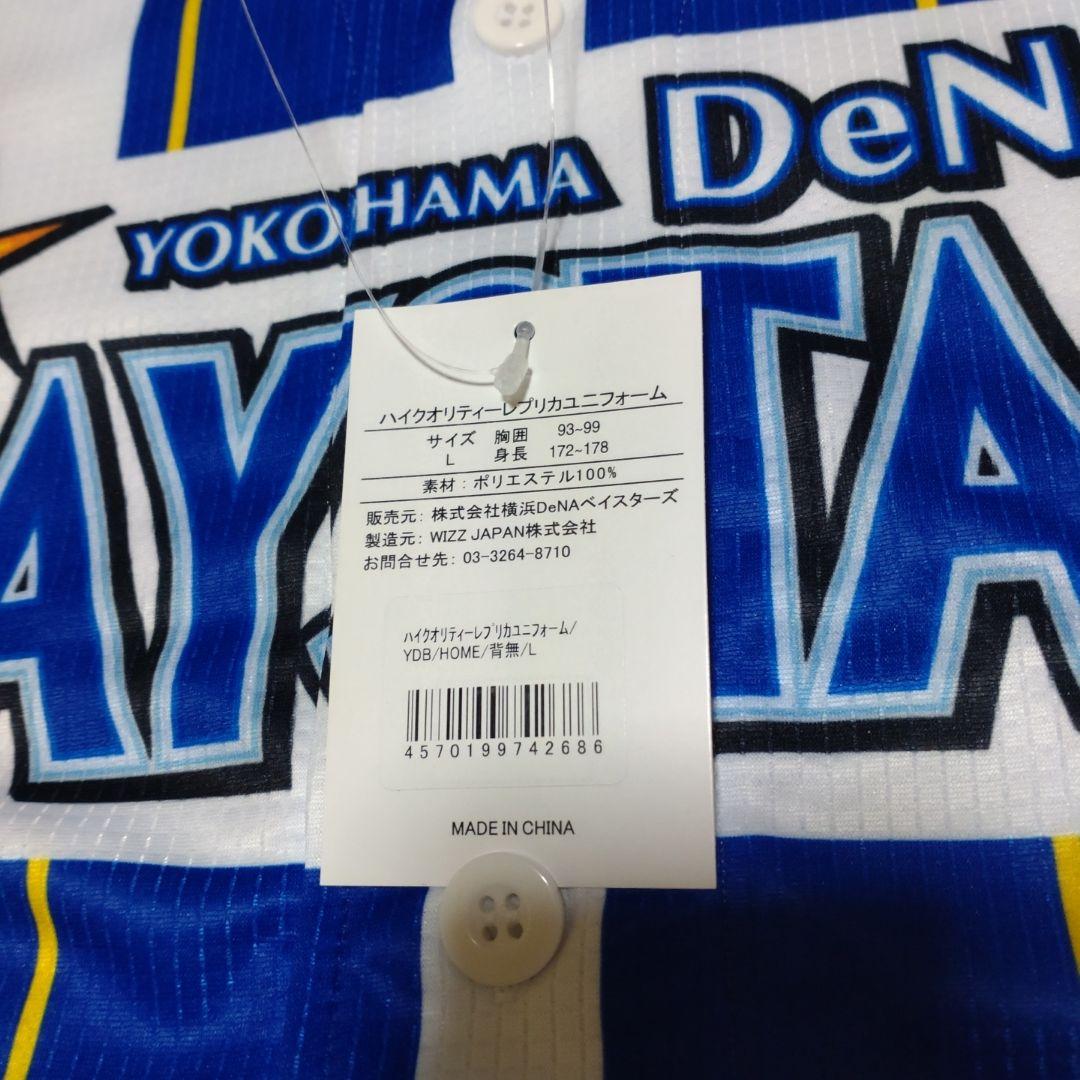 YOKOHAMA DeN
AYSTA
ハイクオリティーレプリカユニフォーム
サイズ 胸囲 93~99
L 身長 172~178
素材：ポリエステル100%
販売元：株式会社横浜DeNAベイスターズ
製造元：WIZZ JAPAN株式会社
お問合せ先：03-3264-8710
ﾊｲｸｵﾘﾃｨｰﾚﾌﾟﾘｶﾕﾆﾌｫｰﾑ/
YDB/HOME/背無/L
4570199742686
MADE IN CHINA